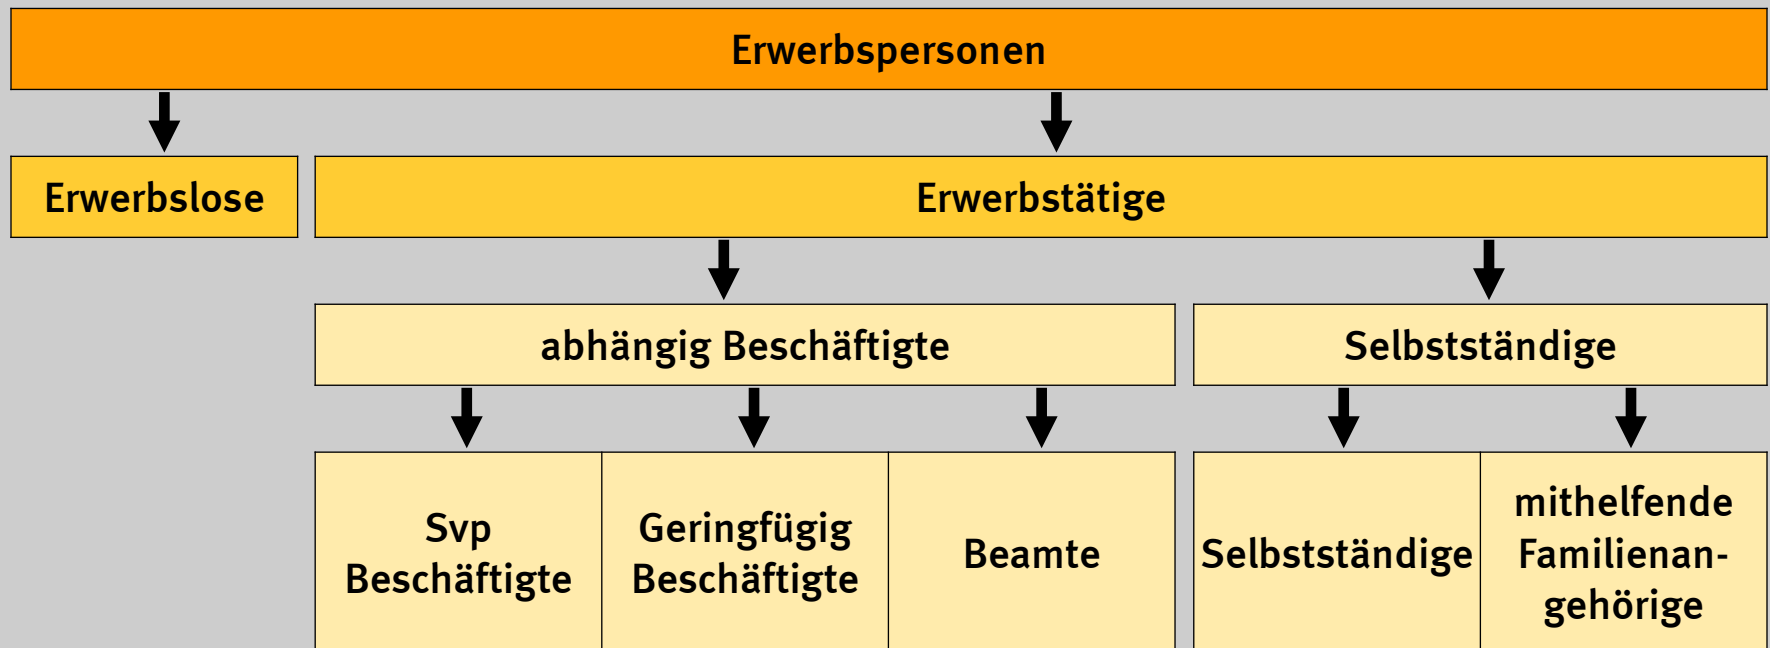 Erwerbspersonen
Erwerbslose
Erwerbstätige
abhängig Beschäftigte
Selbstständige
Svp
Beschäftigte
Geringfügig
Beschäftigte
Beamte
Selbstständige
mithelfende
Familienan-
gehörige